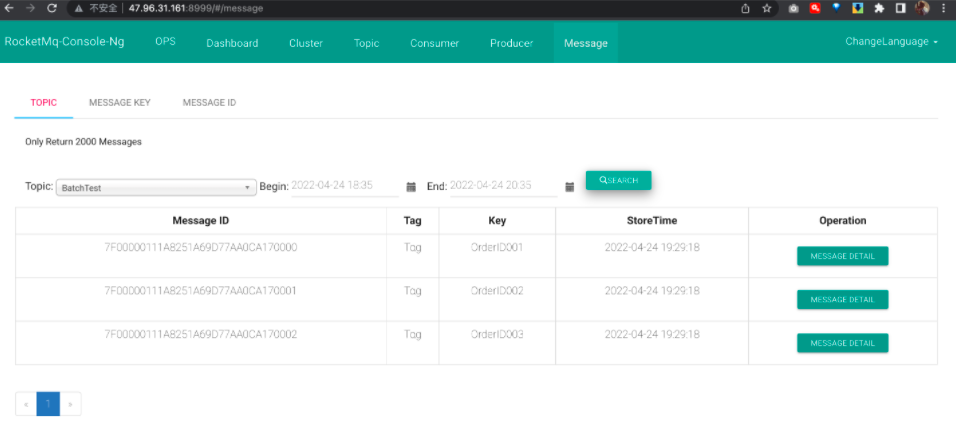 不安全 | 47.96.31.161:8999/#/message
RocketMq-Console-Ng OPS Dashboard Cluster Topic Consumer Producer Message ChangeLanguage
TOPIC MESSAGE KEY MESSAGE ID
Only Return 2000 Messages
Topic: BatchTest Begin: 2022-04-24 18:35 End: 2022-04-24 20:35 SEARCH
Message ID Tag Key StoreTime Operation
7F00000111A8251A69D77AA0CA170000 Tag OrderID001 2022-04-24 19:29:18 MESSAGE DETAIL
7F00000111A8251A69D77AA0CA170001 Tag OrderID002 2022-04-24 19:29:18 MESSAGE DETAIL
7F00000111A8251A69D77AA0CA170002 Tag OrderID003 2022-04-24 19:29:18 MESSAGE DETAIL
« 1 »